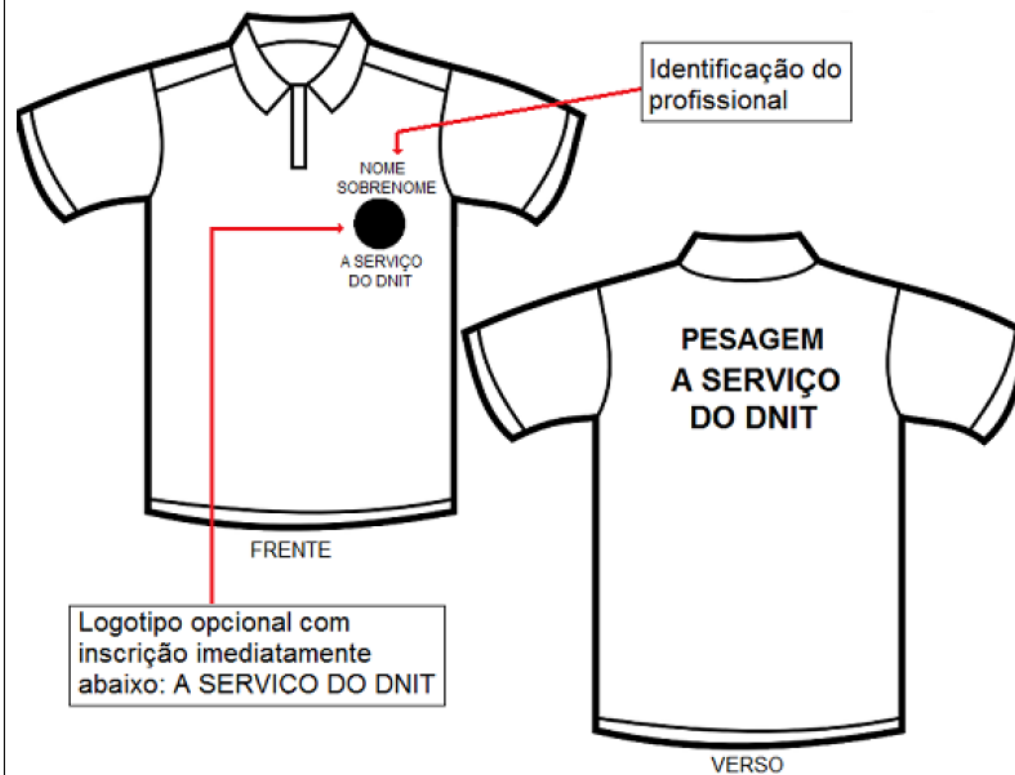 Identificação do
profissional
NOME
SOBRENOME
A SERVIÇO
DO DNIT
FRENTE
Logotipo opcional com
inscrição imediatamente
abaixo: A SERVICO DO DNIT
PESAGEM
A SERVIÇO
DO DNIT
VERSO